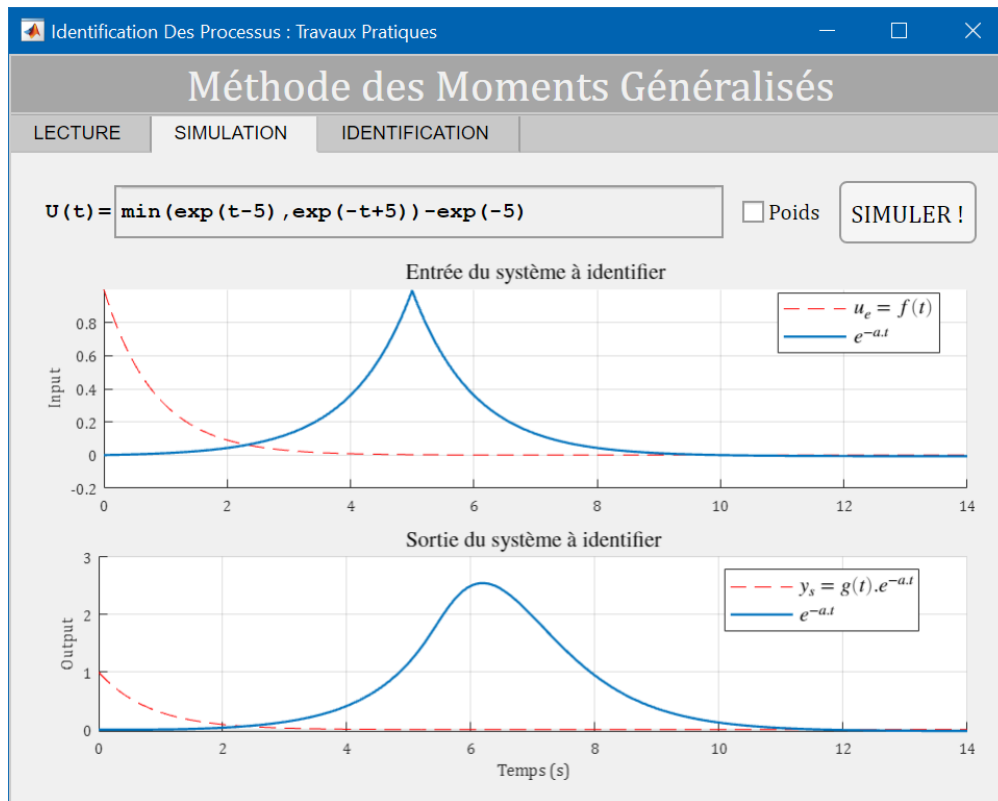 Identification Des Processus : Travaux Pratiques
Méthode des Moments Généralisés
LECTURE SIMULATION IDENTIFICATION
U(t)= min(exp(t-5),exp(-t+5))-exp(-5) Poids SIMULER !
Entrée du système à identifier
u_e = f(t)
e^{-a.t}
Input
0.8
0.6
0.4
0.2
0
-0.2
0 2 4 6 8 10 12 14
Sortie du système à identifier
y_s = g(t).e^{-a.t}
e^{-a.t}
Output
3
2
1
0
0 2 4 6 8 10 12 14
Temps (s)